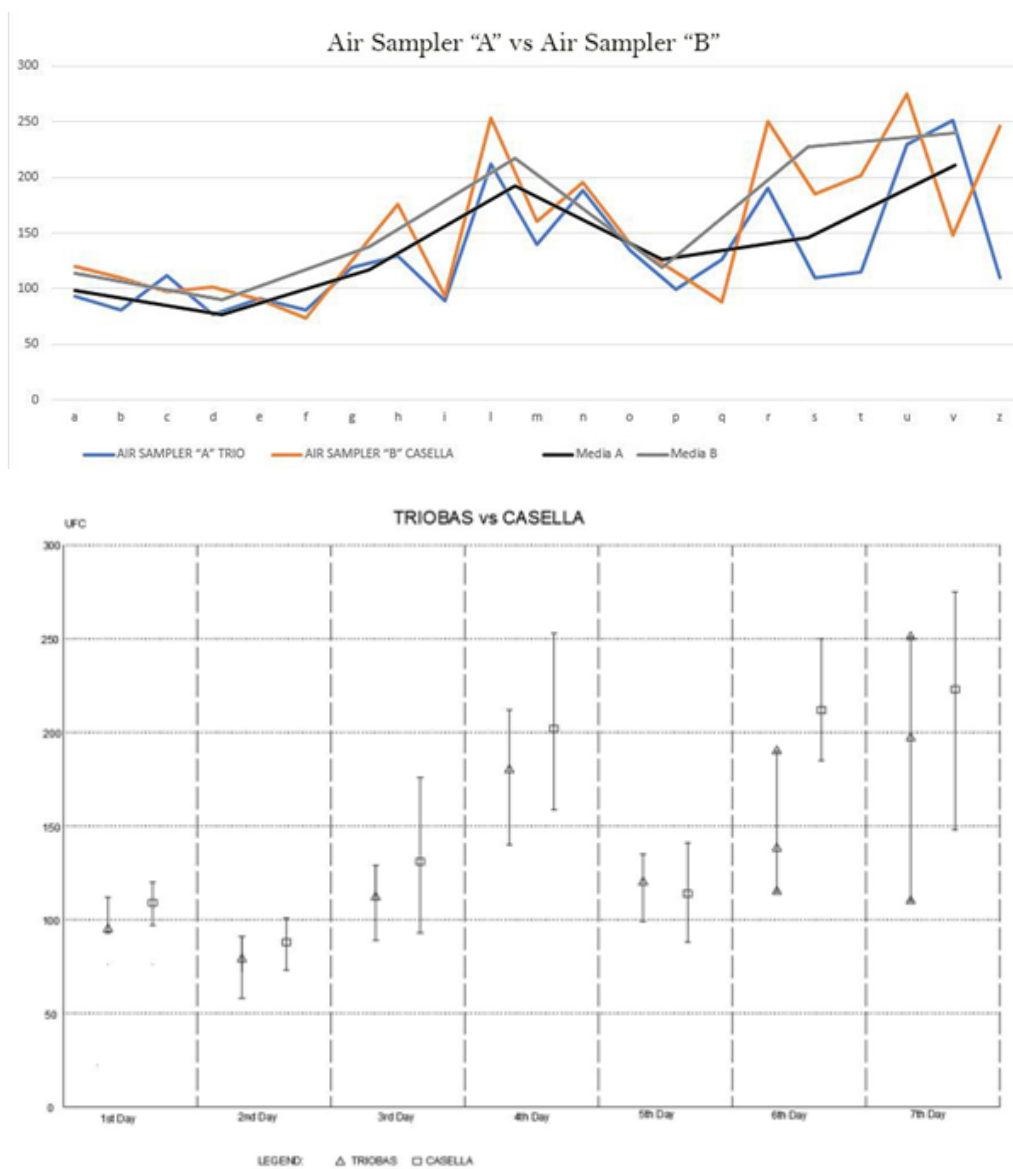 Air Sampler “A” vs Air Sampler “B”
300
250
200
150
100
50
0
a b c d e f g h i l m n o p q r s t u v z
AIR SAMPLER “A” TRIO AIR SAMPLER “B” CASELLA Media A Media B
TRIOBAS vs CASELLA
UFC
300
250
200
150
100
50
0
1st Day 2nd Day 3rd Day 4th Day 5th Day 6th Day 7th Day
LEGEND: TRIOBAS CASELLA